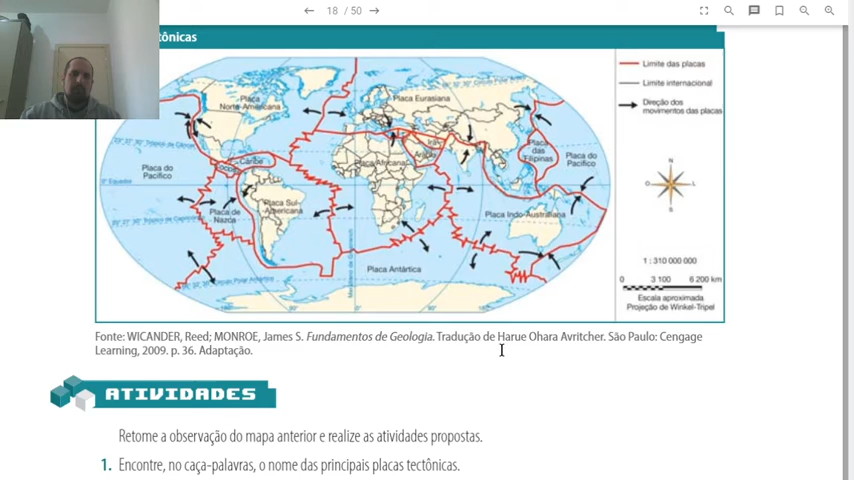 18 / 50
tônicas
Placa
Norte-Americana
Placa Eurasiana
Caribe
Cocos
Irã
Arábia
Placa Africana
Placa
das
Filipinas
Placa do
Pacífico
Placa do
Pacífico
0° Equador
Placa de
Nazca
Placa Sul-
Americana
Placa Indo-Australiana
Placa Antártica
Limite das placas
Limite internacional
Direção dos
movimentos das placas
N
O
L
S
1 : 310 000 000
0 3 100 6 200 km
Escala aproximada
Projeção de Winkel-Tripel
Fonte: WICANDER, Reed; MONROE, James S. Fundamentos de Geologia. Tradução de Harue Ohara Avritcher. São Paulo: Cengage
Learning, 2009. p. 36. Adaptação.
ATIVIDADES
Retome a observação do mapa anterior e realize as atividades propostas.
1. Encontre, no caça-palavras, o nome das principais placas tectônicas.